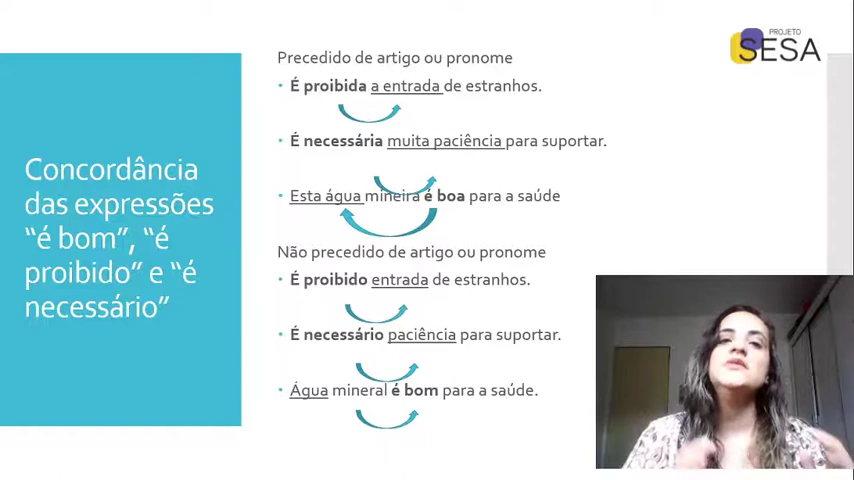 PROJETO
SESA
Concordância
das expressões
“é bom”, “é
proibido” e “é
necessário”
Precedido de artigo ou pronome
• É proibida a entrada de estranhos.
• É necessária muita paciência para suportar.
• Esta água mineira é boa para a saúde
Não precedido de artigo ou pronome
• É proibido entrada de estranhos.
• É necessário paciência para suportar.
• Água mineral é bom para a saúde.